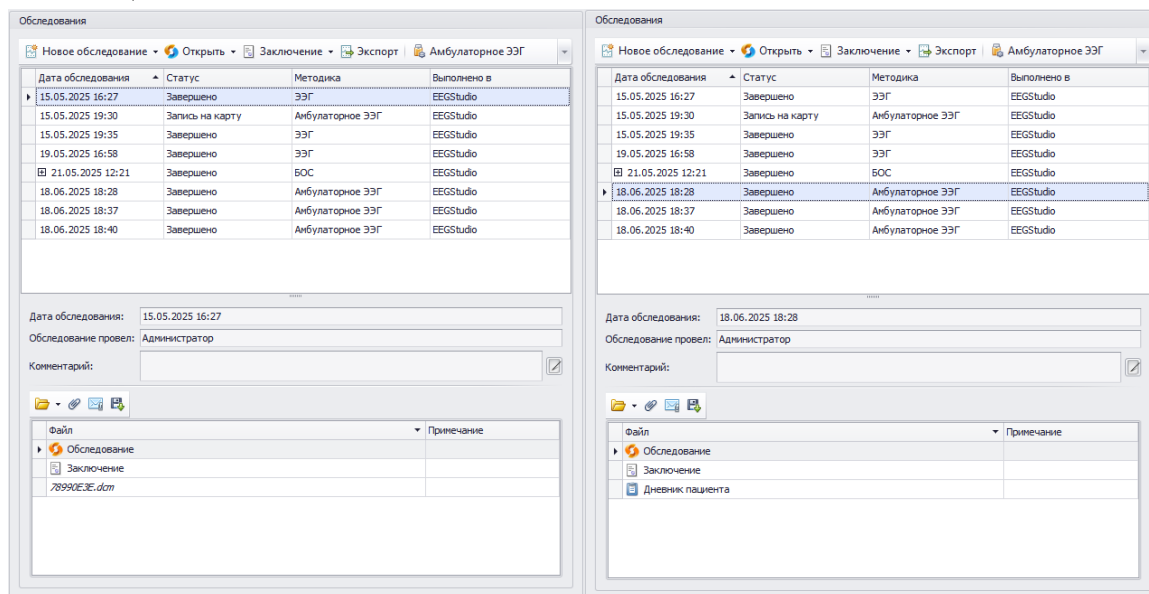 Обследования
Новое обследование Открыть Заключение Экспорт Амбулаторное ЭЭГ
Дата обследования Статус Методика Выполнено в
15.05.2025 16:27 Завершено ЭЭГ EEGStudio
15.05.2025 19:30 Запись на карту Амбулаторное ЭЭГ EEGStudio
15.05.2025 19:35 Завершено ЭЭГ EEGStudio
19.05.2025 16:58 Завершено ЭЭГ EEGStudio
21.05.2025 12:21 Завершено БОС EEGStudio
18.06.2025 18:28 Завершено Амбулаторное ЭЭГ EEGStudio
18.06.2025 18:37 Завершено Амбулаторное ЭЭГ EEGStudio
18.06.2025 18:40 Завершено Амбулаторное ЭЭГ EEGStudio
Дата обследования: 15.05.2025 16:27
Обследование провел: Администратор
Комментарий:
Файл Примечание
Обследование
Заключение
78990E3E.dcm
Обследования
Новое обследование Открыть Заключение Экспорт Амбулаторное ЭЭГ
Дата обследования Статус Методика Выполнено в
15.05.2025 16:27 Завершено ЭЭГ EEGStudio
15.05.2025 19:30 Запись на карту Амбулаторное ЭЭГ EEGStudio
15.05.2025 19:35 Завершено ЭЭГ EEGStudio
19.05.2025 16:58 Завершено ЭЭГ EEGStudio
21.05.2025 12:21 Завершено БОС EEGStudio
18.06.2025 18:28 Завершено Амбулаторное ЭЭГ EEGStudio
18.06.2025 18:37 Завершено Амбулаторное ЭЭГ EEGStudio
18.06.2025 18:40 Завершено Амбулаторное ЭЭГ EEGStudio
Дата обследования: 18.06.2025 18:28
Обследование провел: Администратор
Комментарий:
Файл Примечание
Обследование
Заключение
Дневник пациента